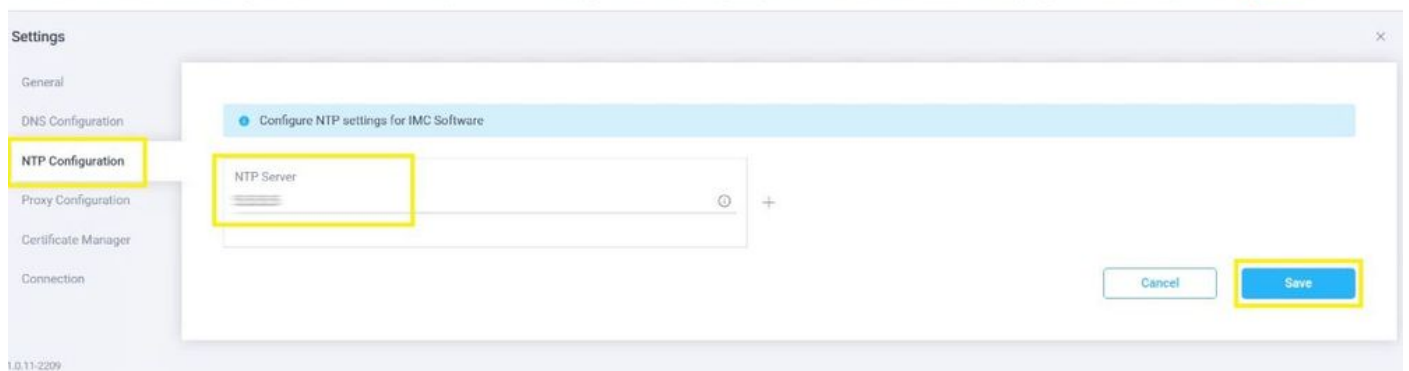 Settings
General
DNS Configuration
Configure NTP settings for IMC Software
NTP Configuration
NTP Server
Proxy Configuration
Certificate Manager
Connection
Cancel
Save
1.0.11-2209